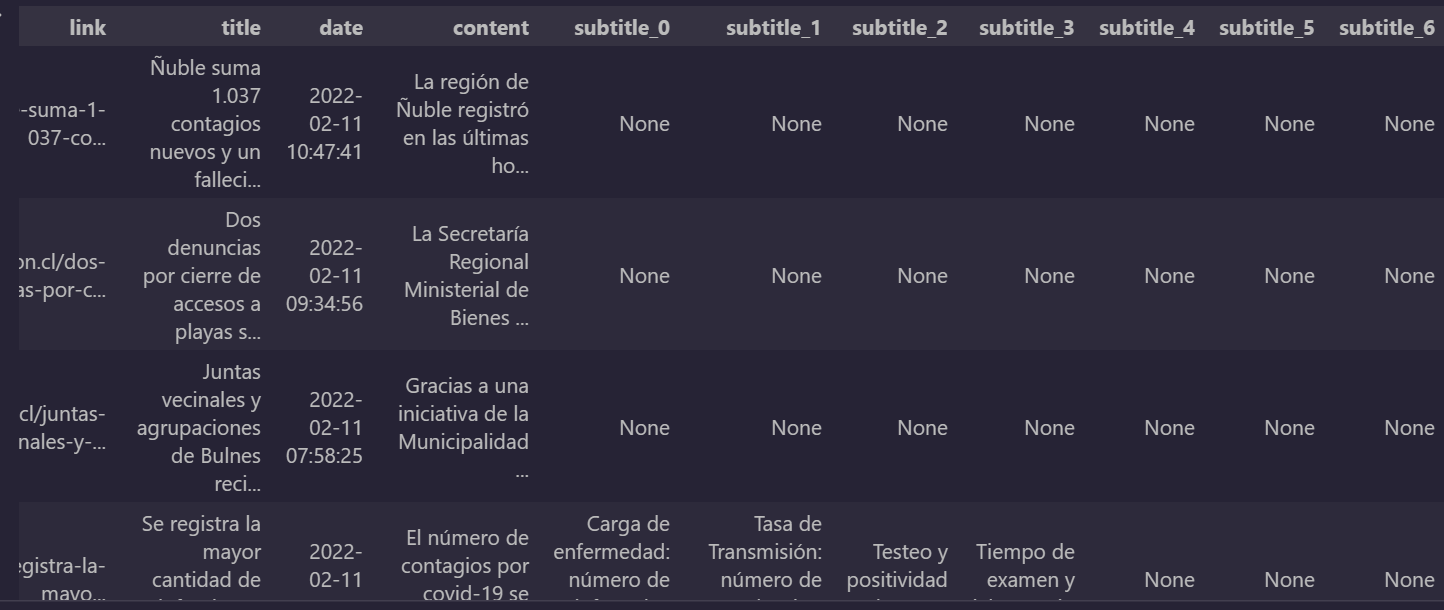 link title date content subtitle_0 subtitle_1 subtitle_2 subtitle_3 subtitle_4 subtitle_5 subtitle_6
-suma-1-
037-co...
Ñuble suma
1.037
contagios
nuevos y un
falleci...
2022-
02-11
10:47:41
La región de
Ñuble registró
en las últimas
ho...
None None None None None None None
on.cl/dos-
as-por-c...
Dos
denuncias
por cierre de
accesos a
playas s...
2022-
02-11
09:34:56
La Secretaría
Regional
Ministerial de
Bienes ...
None None None None None None None
cl/juntas-
nales-y-...
Juntas
vecinales y
agrupaciones
de Bulnes
reci...
2022-
02-11
07:58:25
Gracias a una
iniciativa de la
Municipalidad
...
None None None None None None None
egistra-la-
mayo...
Se registra la
mayor
cantidad de
2022-
02-11
El número de
contagios por
covid-19 se
Carga de
enfermedad:
número de
Tasa de
Transmisión:
número de
Testeo y
positividad
Tiempo de
examen y
None None None